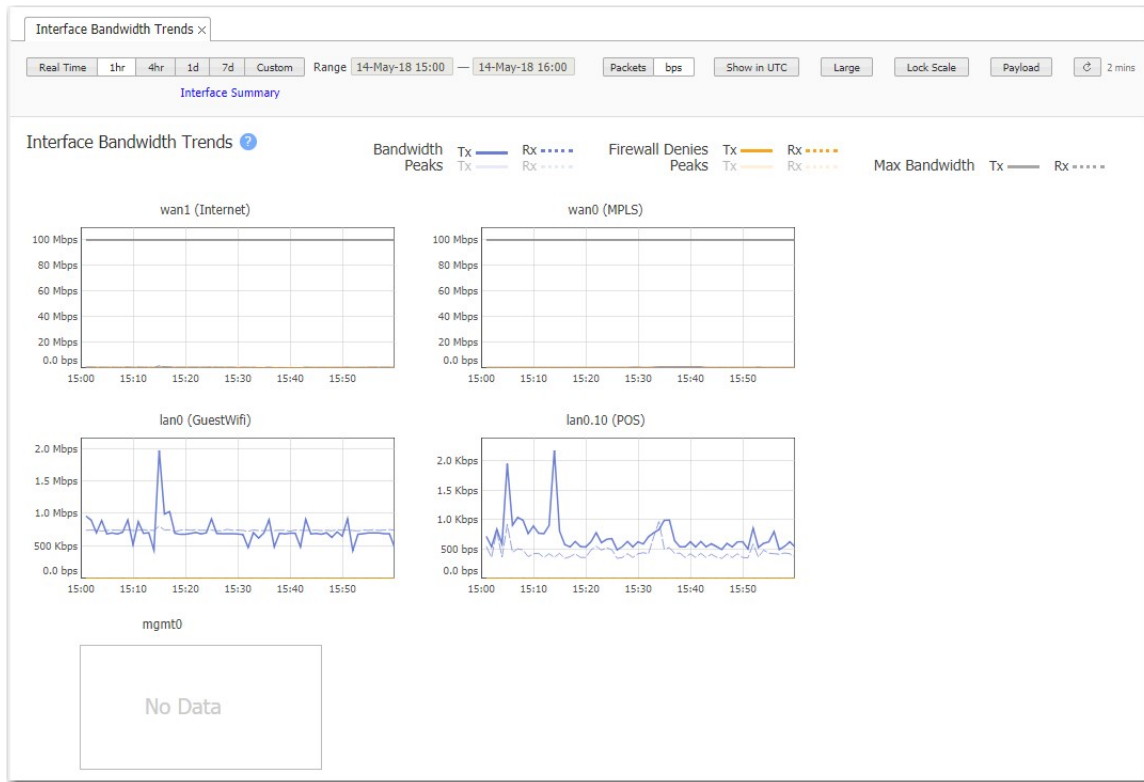 Interface Bandwidth Trends ×
Real Time 1hr 4hr 1d 7d Custom Range 14-May-18 15:00 — 14-May-18 16:00 Packets bps Show in UTC Large Lock Scale Payload 2 mins
Interface Summary
Interface Bandwidth Trends ?
Bandwidth Tx Rx Firewall Denies Tx Rx
Peaks Tx Rx Peaks Tx Rx Max Bandwidth Tx Rx
wan1 (Internet)
100 Mbps
80 Mbps
60 Mbps
40 Mbps
20 Mbps
0.0 bps
15:00 15:10 15:20 15:30 15:40 15:50
wan0 (MPLS)
100 Mbps
80 Mbps
60 Mbps
40 Mbps
20 Mbps
0.0 bps
15:00 15:10 15:20 15:30 15:40 15:50
lan0 (GuestWifi)
2.0 Mbps
1.5 Mbps
1.0 Mbps
500 Kbps
0.0 bps
15:00 15:10 15:20 15:30 15:40 15:50
lan0.10 (POS)
2.0 Kbps
1.5 Kbps
1.0 Kbps
500 bps
0.0 bps
15:00 15:10 15:20 15:30 15:40 15:50
mgmt0
No Data